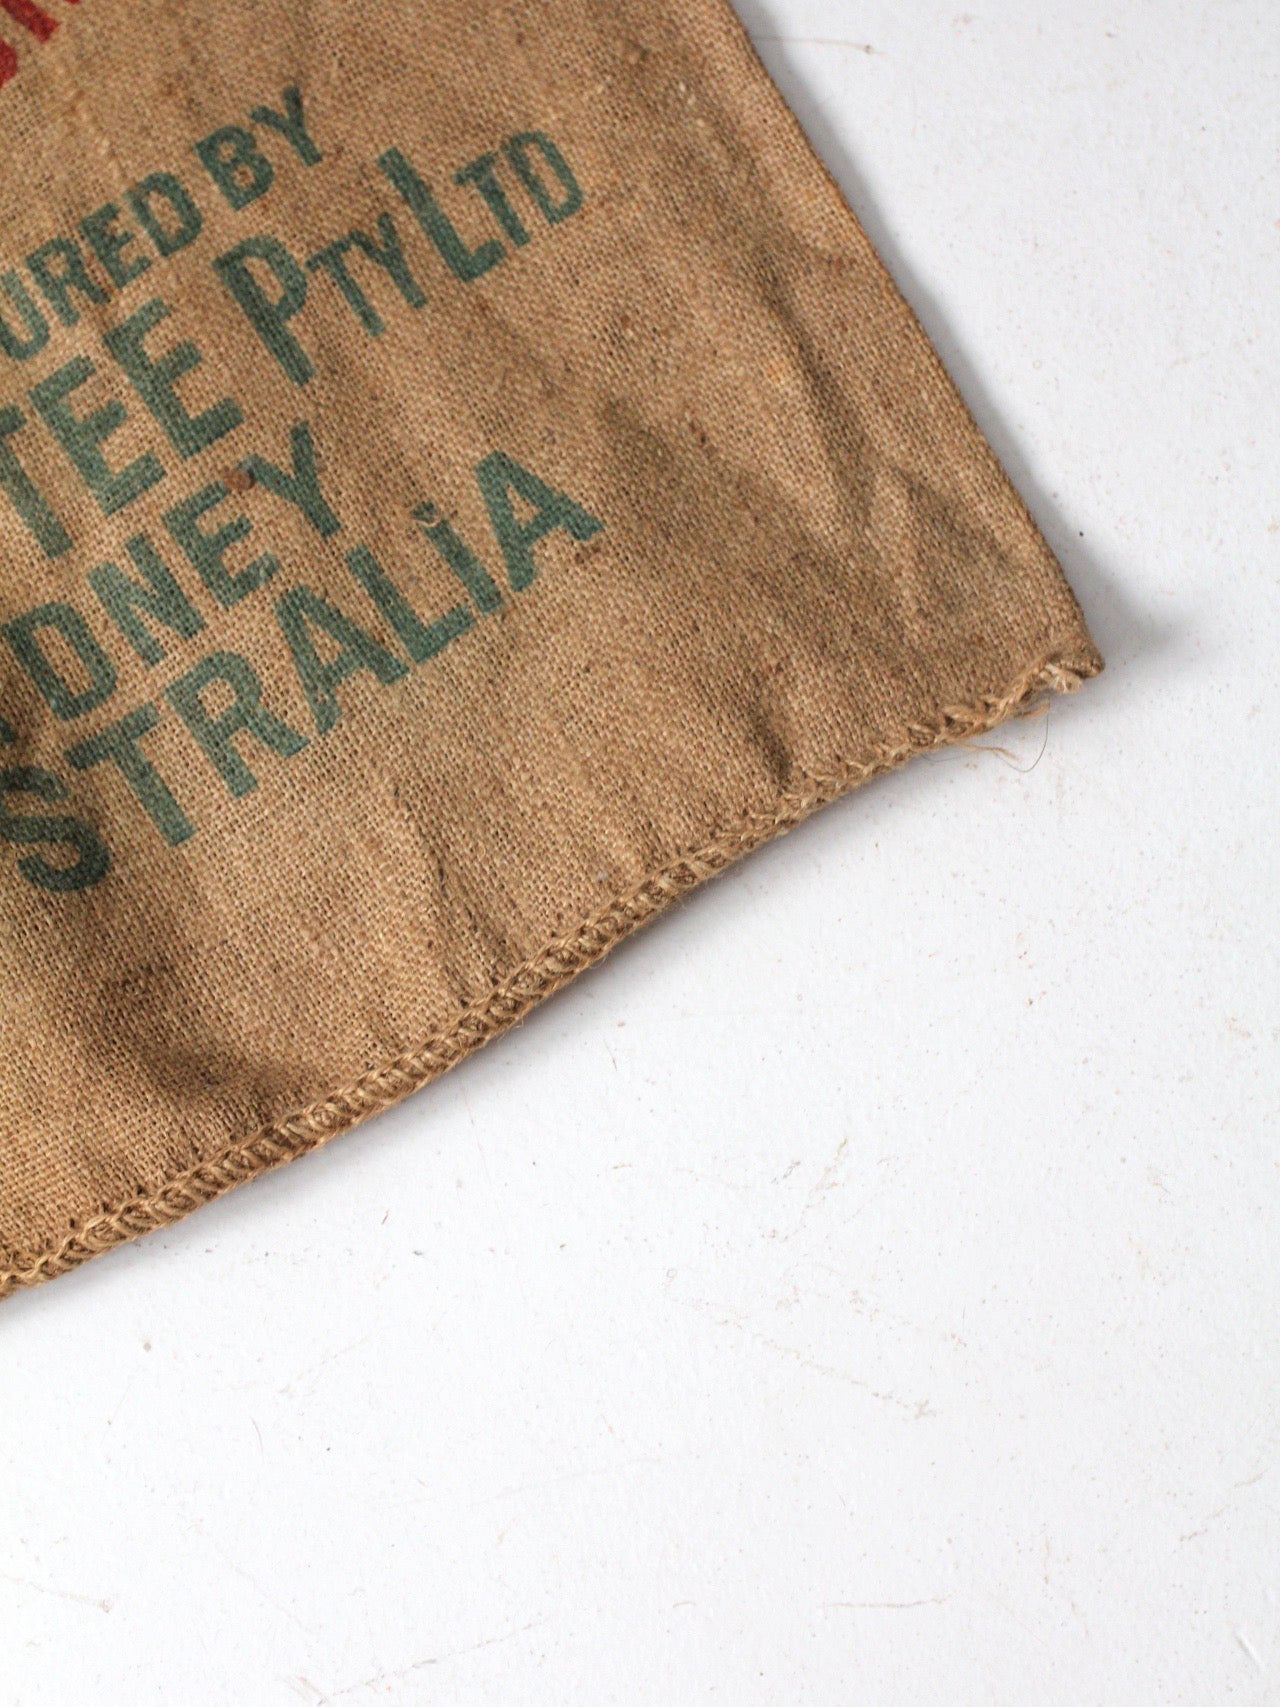 URED BY
TEE PTY LTD
DNEY
STRALiA